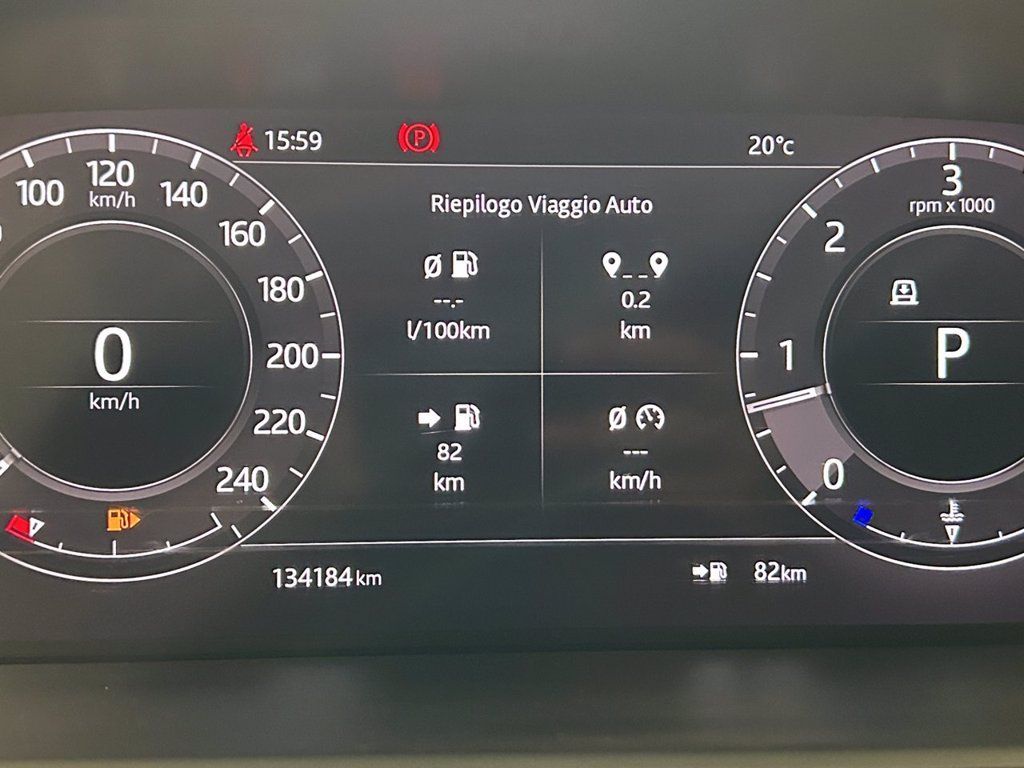 15:59
20°c
Riepilogo Viaggio Auto
100
120
km/h
140
160
180
200
220
240
0
km/h
Ø
--.-
l/100km
0.2
km
82
km
Ø
---
km/h
3
rpm x 1000
2
1
0
P
P
134184 km
82km